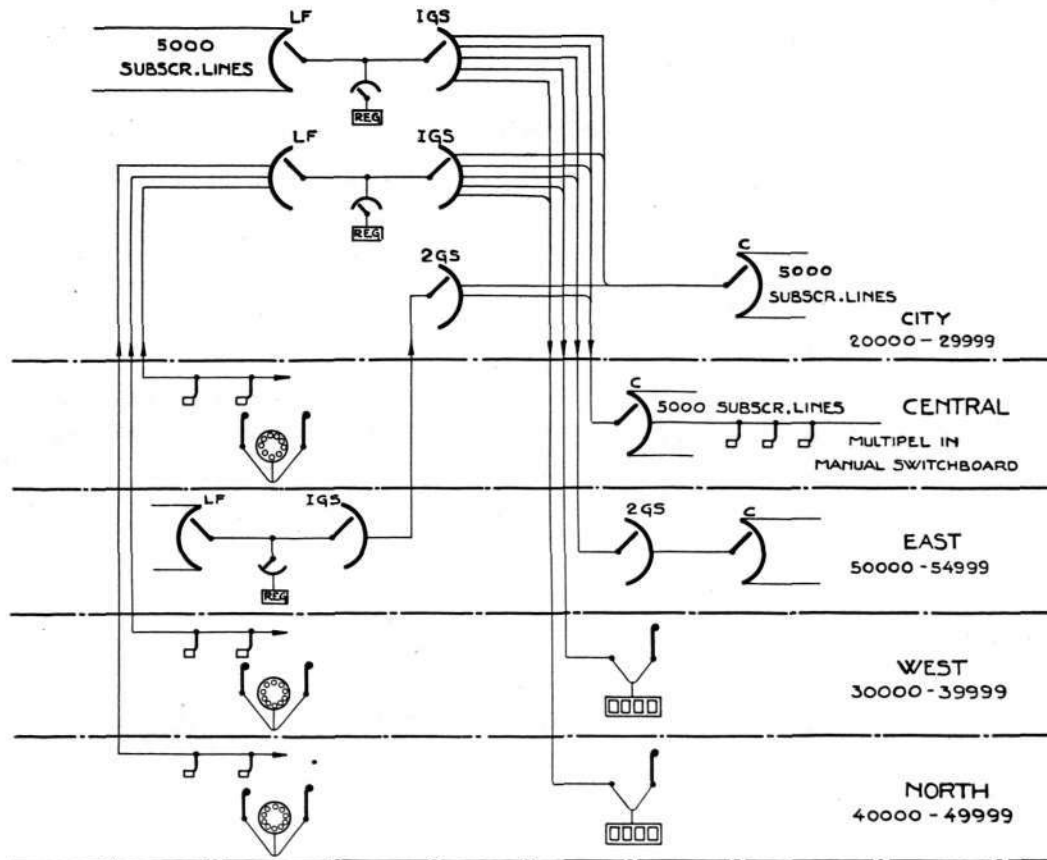 LF
IGS
5000
SUBSCR.LINES
REG
LF
IGS
REG
2GS
C
5000
SUBSCR.LINES
CITY
20000-29999
C
5000 SUBSCR.LINES
CENTRAL
MULTIPEL IN
MANUAL SWITCHBOARD
LF
IGS
REG
2GS
C
EAST
50000-54999
WEST
30000-39999
NORTH
40000-49999